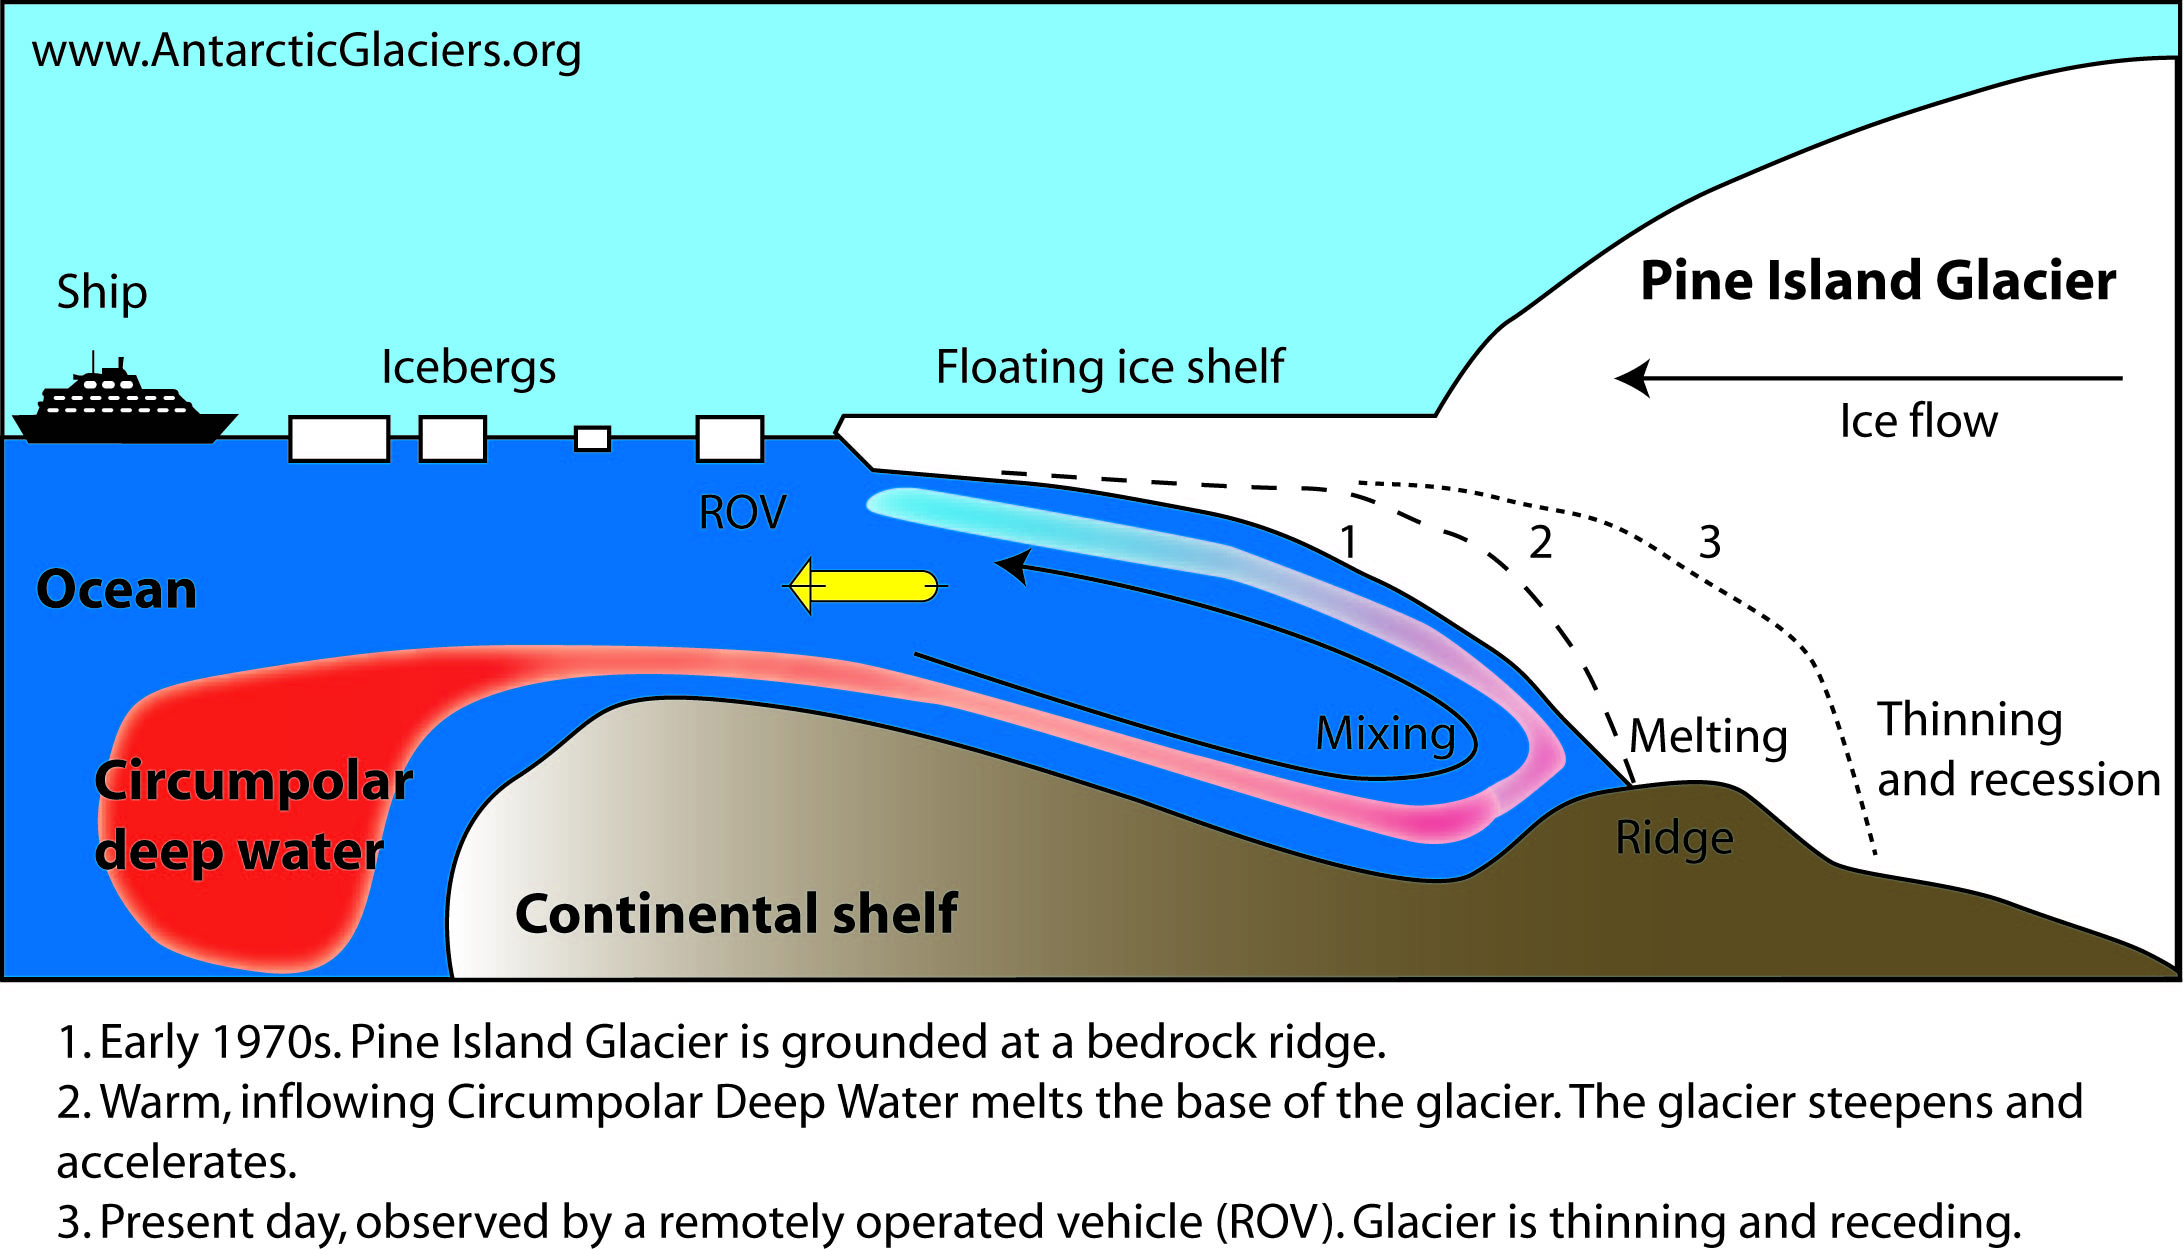 www.AntarcticGlaciers.org
Ship
Icebergs
Floating ice shelf
Pine Island Glacier
Ice flow
ROV
1
2
3
Ocean
Mixing
Melting
Thinning
and recession
Circumpolar
deep water
Ridge
Continental shelf
1. Early 1970s. Pine Island Glacier is grounded at a bedrock ridge.
2. Warm, inflowing Circumpolar Deep Water melts the base of the glacier. The glacier steepens and
accelerates.
3. Present day, observed by a remotely operated vehicle (ROV). Glacier is thinning and receding.